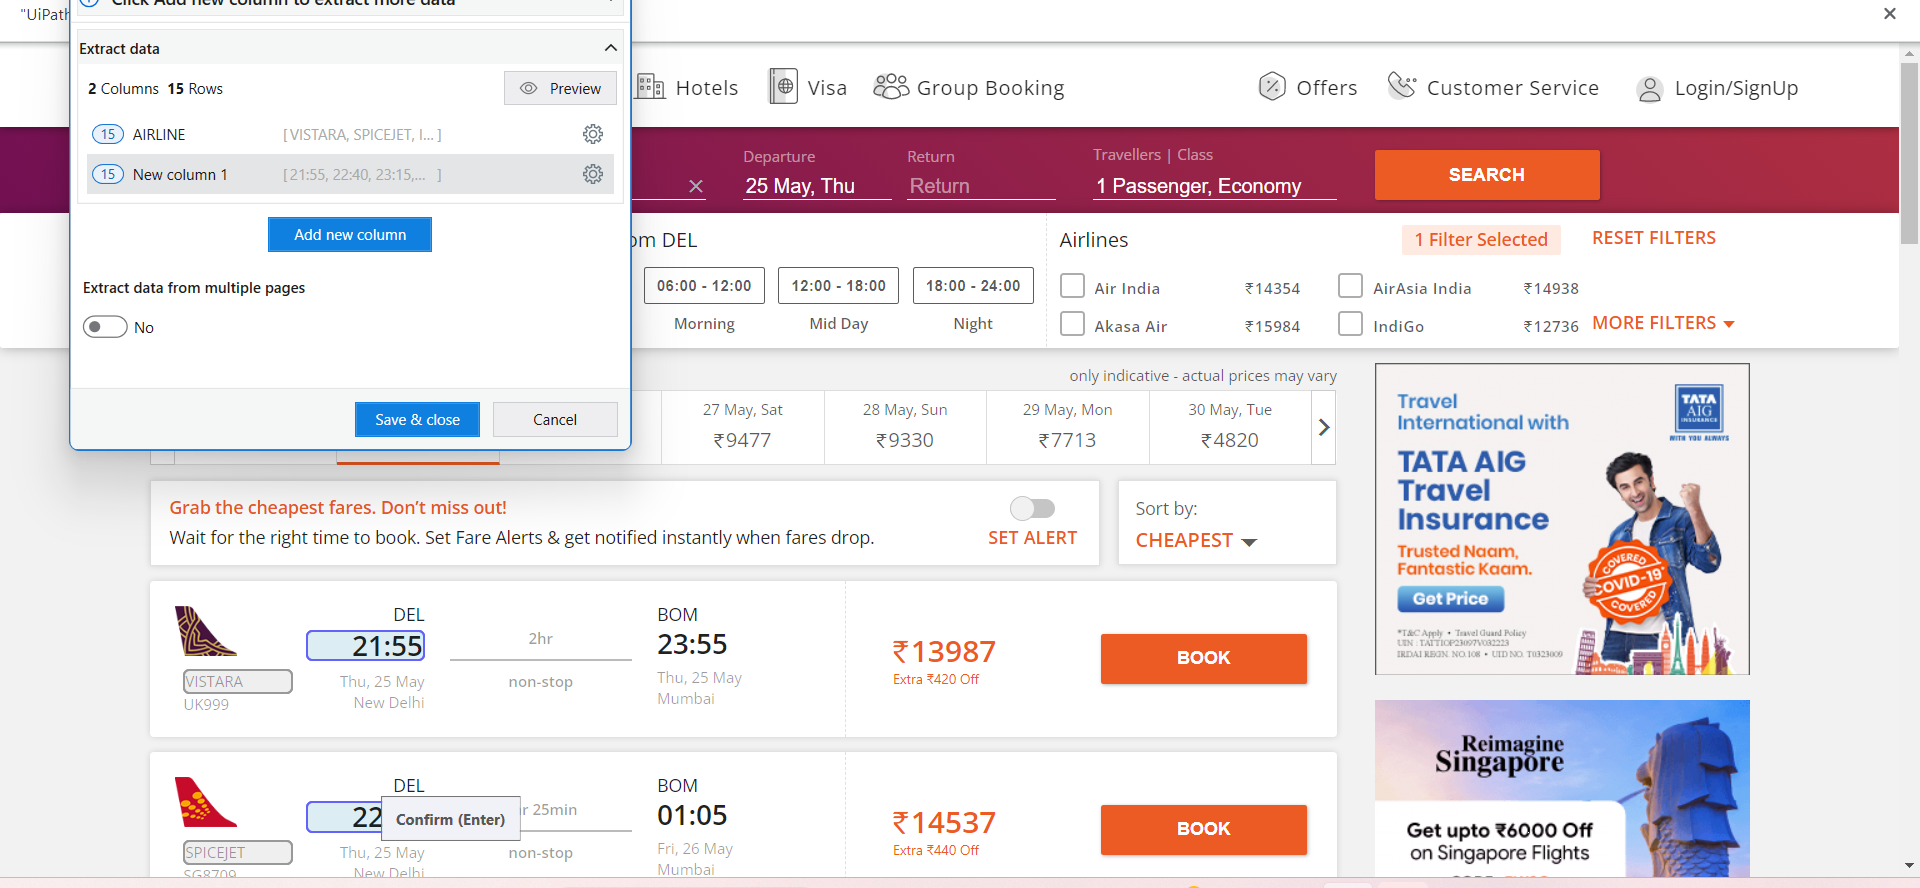 "UiPath
Click Add new column to extract more data
Extract data
2 Columns 15 Rows
Preview
15 AIRLINE [VISTARA, SPICEJET, I... ]
15 New column 1 [21:55, 22:40, 23:15,... ]
Add new column
Extract data from multiple pages
No
Save & close
Cancel
Hotels
Visa
Group Booking
Offers
Customer Service
Login/SignUp
Departure
25 May, Thu
Return
Return
Travellers | Class
1 Passenger, Economy
SEARCH
om DEL
06:00 - 12:00
Morning
12:00 - 18:00
Mid Day
18:00 - 24:00
Night
Airlines
1 Filter Selected
RESET FILTERS
Air India ₹14354
AirAsia India ₹14938
Akasa Air ₹15984
IndiGo ₹12736
MORE FILTERS
only indicative - actual prices may vary
27 May, Sat
₹9477
28 May, Sun
₹9330
29 May, Mon
₹7713
30 May, Tue
₹4820
Grab the cheapest fares. Don't miss out!
Wait for the right time to book. Set Fare Alerts & get notified instantly when fares drop.
SET ALERT
Sort by:
CHEAPEST
VISTARA
UK999
DEL
21:55
Thu, 25 May
New Delhi
2hr
non-stop
BOM
23:55
Thu, 25 May
Mumbai
₹13987
Extra ₹420 Off
BOOK
SPICEJET
SG8709
DEL
22
Thu, 25 May
New Delhi
Confirm (Enter)
r 25min
non-stop
BOM
01:05
Fri, 26 May
Mumbai
₹14537
Extra ₹440 Off
BOOK
Travel
International with
TATA
AIG
INSURANCE
WITH YOU ALWAYS
TATA AIG
Travel
Insurance
Trusted Naam,
Fantastic Kaam.
Get Price
COVERED
COVID-19*
COVERED
*T&C Apply • Travel Guard Policy
UIN : TATTIOP23097V032223
IRDAI REGN. NO.108 • UID NO. T0323009
Reimagine
Singapore
Get upto ₹6000 Off
on Singapore Flights